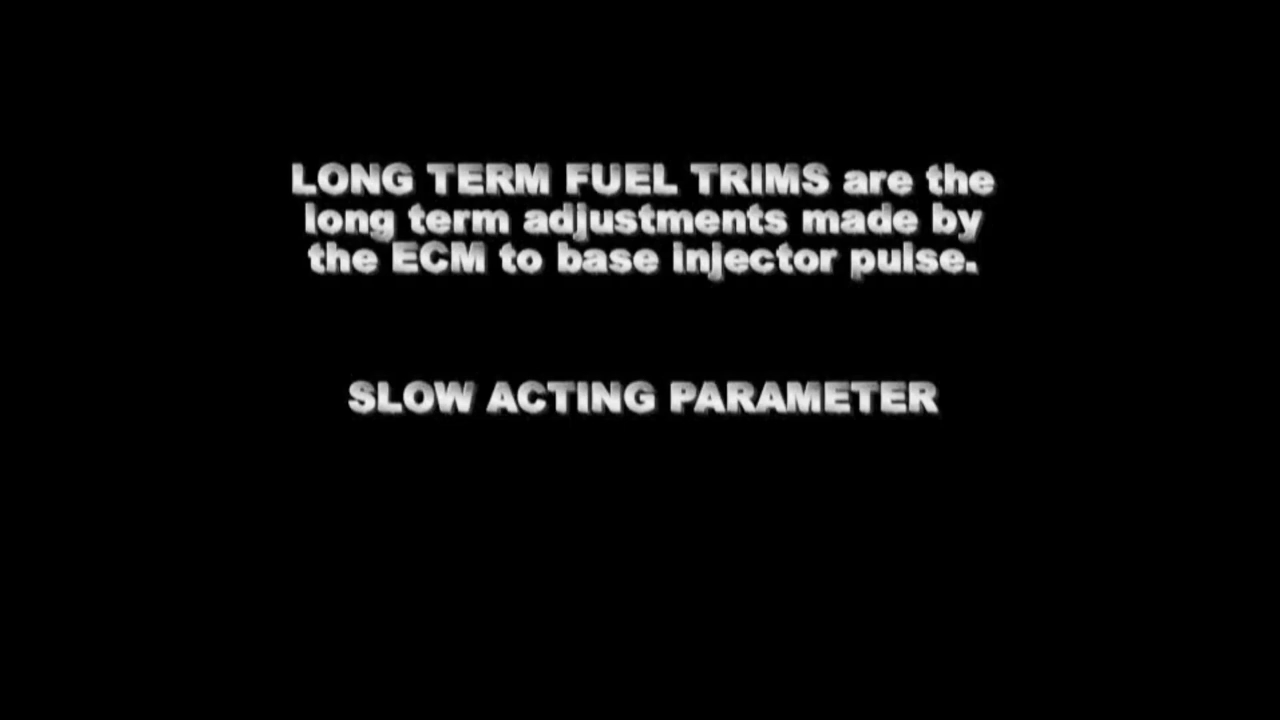 LONG TERM FUEL TRIMS are the
long term adjustments made by
the ECM to base injector pulse.
SLOW ACTING PARAMETER